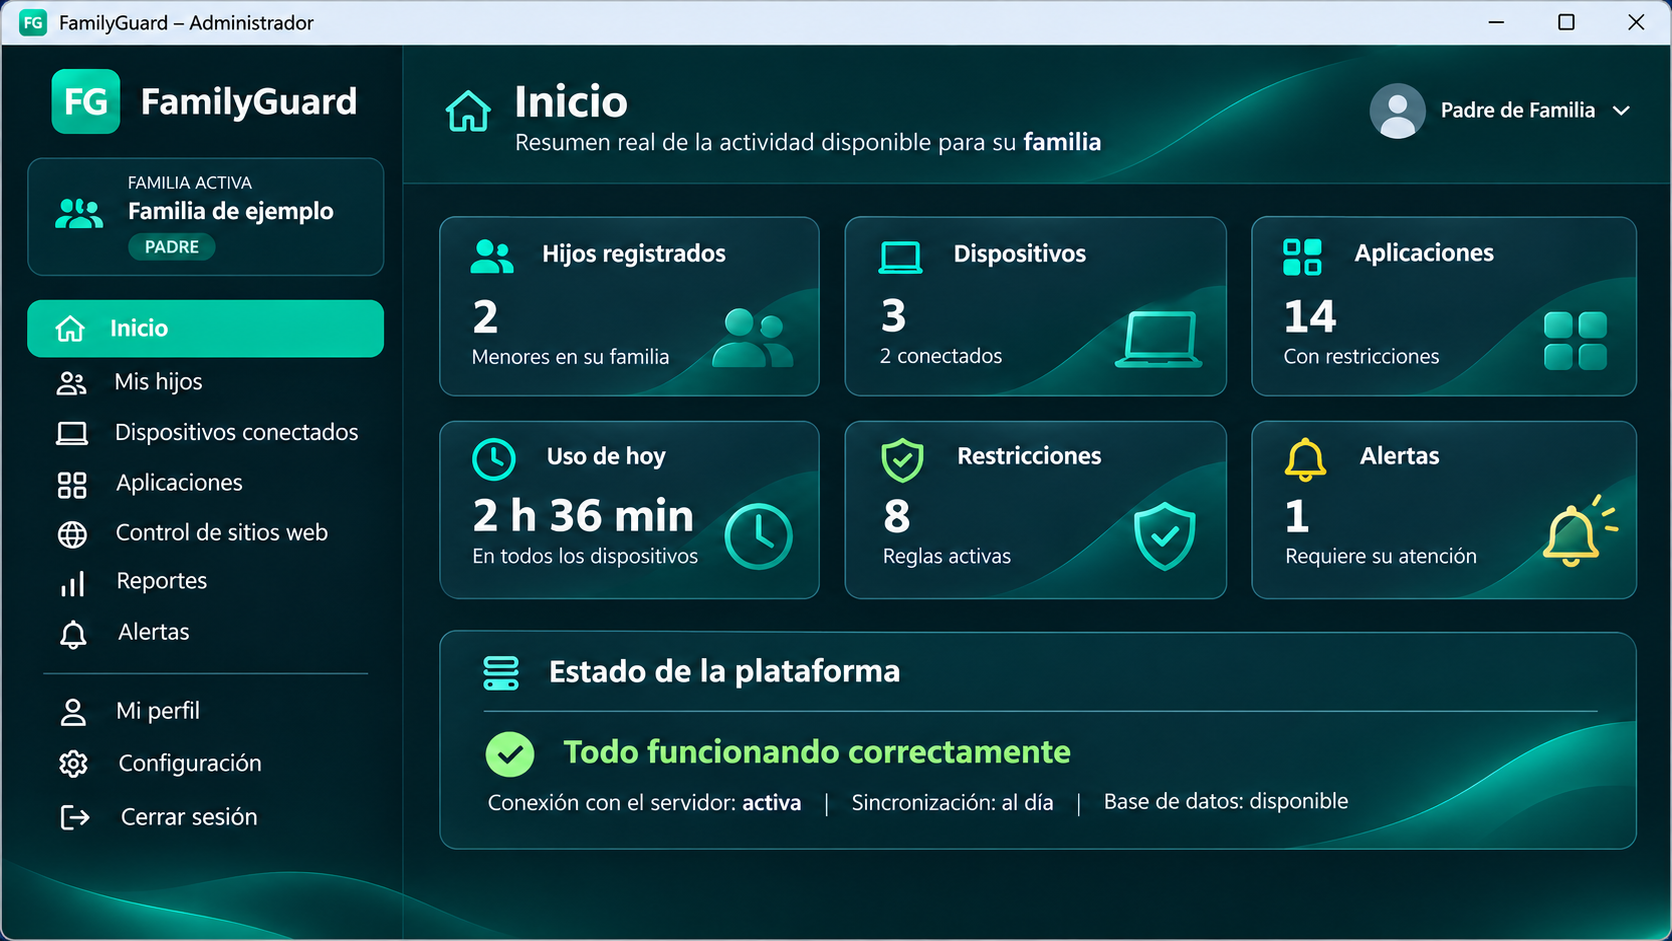 FG FamilyGuard – Administrador
FG FamilyGuard
FAMILIA ACTIVA
Familia de ejemplo
PADRE
Inicio
Mis hijos
Dispositivos conectados
Aplicaciones
Control de sitios web
Reportes
Alertas
Mi perfil
Configuración
Cerrar sesión
Inicio
Resumen real de la actividad disponible para su familia
Padre de Familia
Hijos registrados
2
Menores en su familia
Dispositivos
3
2 conectados
Aplicaciones
14
Con restricciones
Uso de hoy
2 h 36 min
En todos los dispositivos
Restricciones
8
Reglas activas
Alertas
1
Requiere su atención
Estado de la plataforma
Todo funcionando correctamente
Conexión con el servidor: activa | Sincronización: al día | Base de datos: disponible